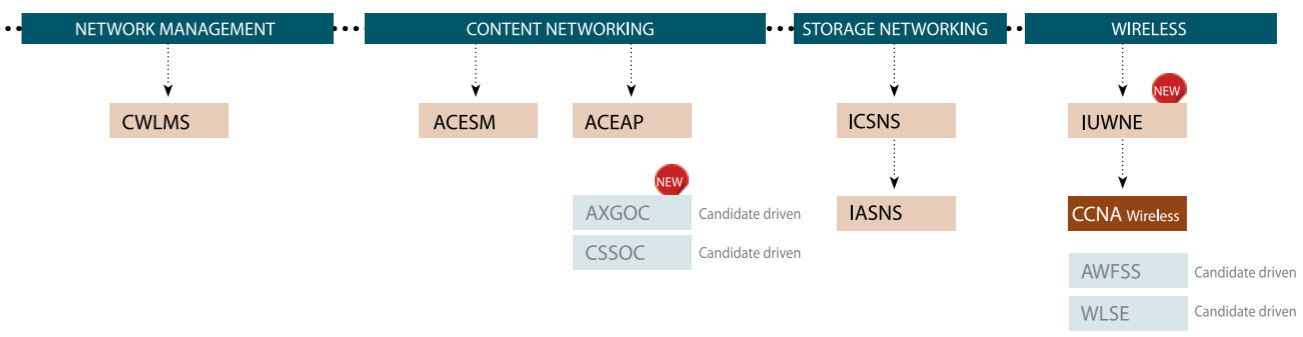 NETWORK MANAGEMENT
CONTENT NETWORKING
STORAGE NETWORKING
WIRELESS
NEW
CWLMS
ACESM
ACEAP
ICSNS
IUWNE
NEW
AXGOC Candidate driven
IASNS
CCNA Wireless
CSSOC Candidate driven
AWFSS Candidate driven
WLSE Candidate driven